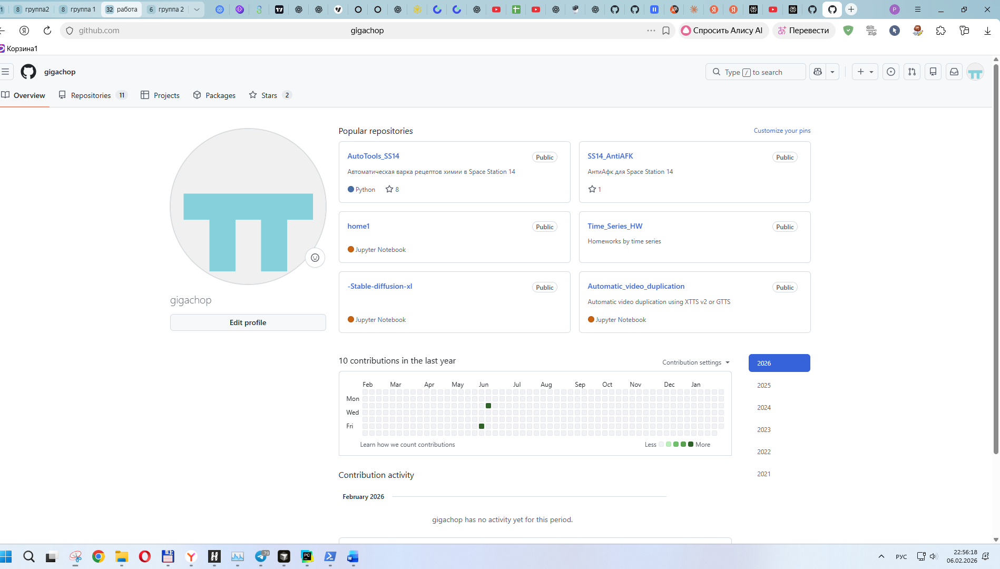 1 8 группа2 8 группа 1 32 работа 6 группа 2 P
Я github.com gigachop Спросить Алису AI Перевести
Корзина1
gigachop Type / to search
Overview Repositories 11 Projects Packages Stars 2
Popular repositories Customize your pins
AutoTools_SS14 Public
Автоматическая варка рецептов химии в Space Station 14
Python 8
SS14_AntiAFK Public
АнтиАфк для Space Station 14
1
home1 Public
Jupyter Notebook
Time_Series_HW Public
Homeworks by time series
-Stable-diffusion-xl Public
Jupyter Notebook
Automatic_video_duplication Public
Automatic video duplication using XTTS v2 or GTTS
Jupyter Notebook
gigachop
Edit profile
10 contributions in the last year Contribution settings
Feb Mar Apr May Jun Jul Aug Sep Oct Nov Dec Jan
Mon
Wed
Fri
Learn how we count contributions Less More
2026
2025
2024
2023
2022
2021
Contribution activity
February 2026
gigachop has no activity yet for this period.
79 PC
РУС 22:56:18
06.02.2026